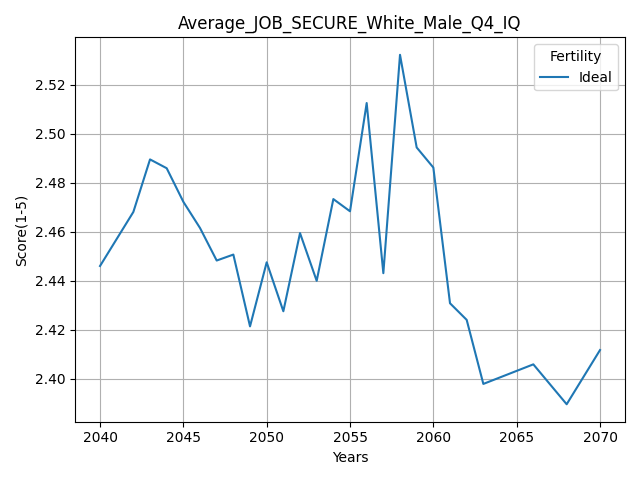 Average_JOB_SECURE_White_Male_Q4_IQ
Fertility
Ideal
Score(1-5)
2.52
2.50
2.48
2.46
2.44
2.42
2.40
2040 2045 2050 2055 2060 2065 2070
Years